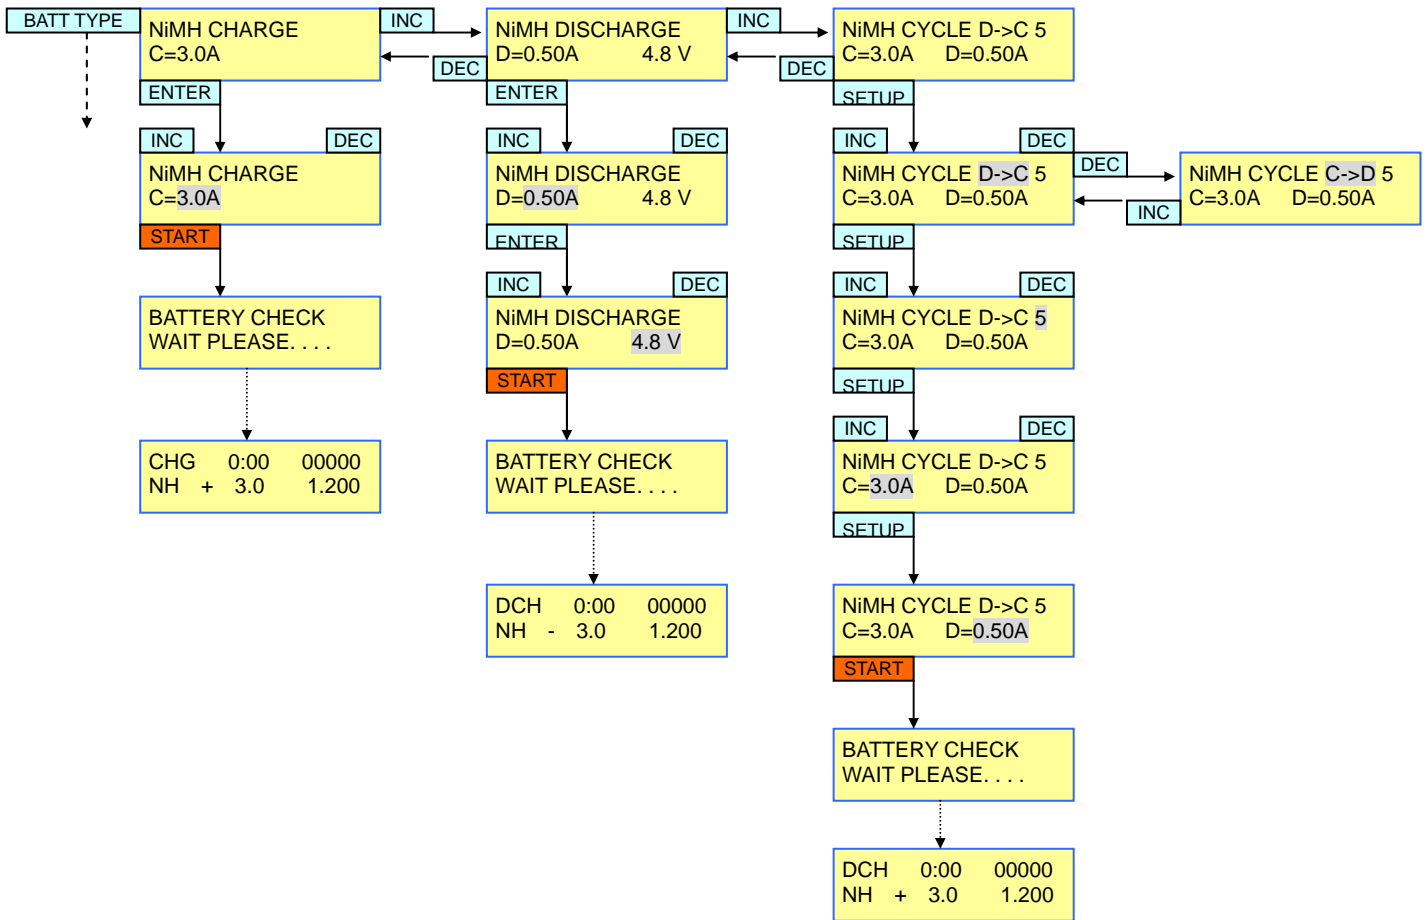 BATT TYPE
NiMH CHARGE
C=3.0A
INC
DEC
NiMH DISCHARGE
D=0.50A 4.8 V
INC
DEC
NiMH CYCLE D->C 5
C=3.0A D=0.50A
ENTER
ENTER
SETUP
INC DEC
NiMH CHARGE
C=3.0A
START
INC DEC
NiMH DISCHARGE
D=0.50A 4.8 V
ENTER
INC DEC
NiMH CYCLE D->C 5
C=3.0A D=0.50A
SETUP
DEC
INC
NiMH CYCLE C->D 5
C=3.0A D=0.50A
BATTERY CHECK
WAIT PLEASE. . . .
INC DEC
NiMH DISCHARGE
D=0.50A 4.8 V
START
INC DEC
NiMH CYCLE D->C 5
C=3.0A D=0.50A
SETUP
CHG 0:00 00000
NH + 3.0 1.200
BATTERY CHECK
WAIT PLEASE. . . .
INC DEC
NiMH CYCLE D->C 5
C=3.0A D=0.50A
SETUP
DCH 0:00 00000
NH - 3.0 1.200
NiMH CYCLE D->C 5
C=3.0A D=0.50A
START
BATTERY CHECK
WAIT PLEASE. . . .
DCH 0:00 00000
NH + 3.0 1.200